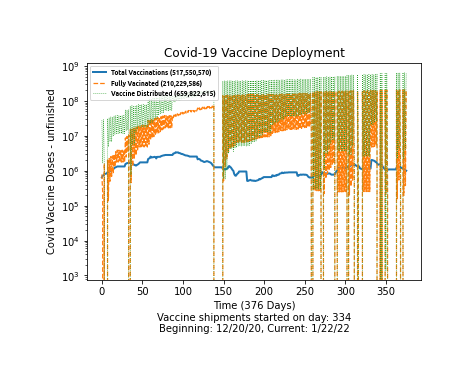 Covid-19 Vaccine Deployment
Total Vaccinations (517,550,570)
Fully Vacinated (210,229,586)
Vaccine Distributed (659,822,615)
Covid Vaccine Doses - unfinished
10⁹
10⁸
10⁷
10⁶
10⁵
10⁴
10³
0 50 100 150 200 250 300 350
Time (376 Days)
Vaccine shipments started on day: 334
Beginning: 12/20/20, Current: 1/22/22